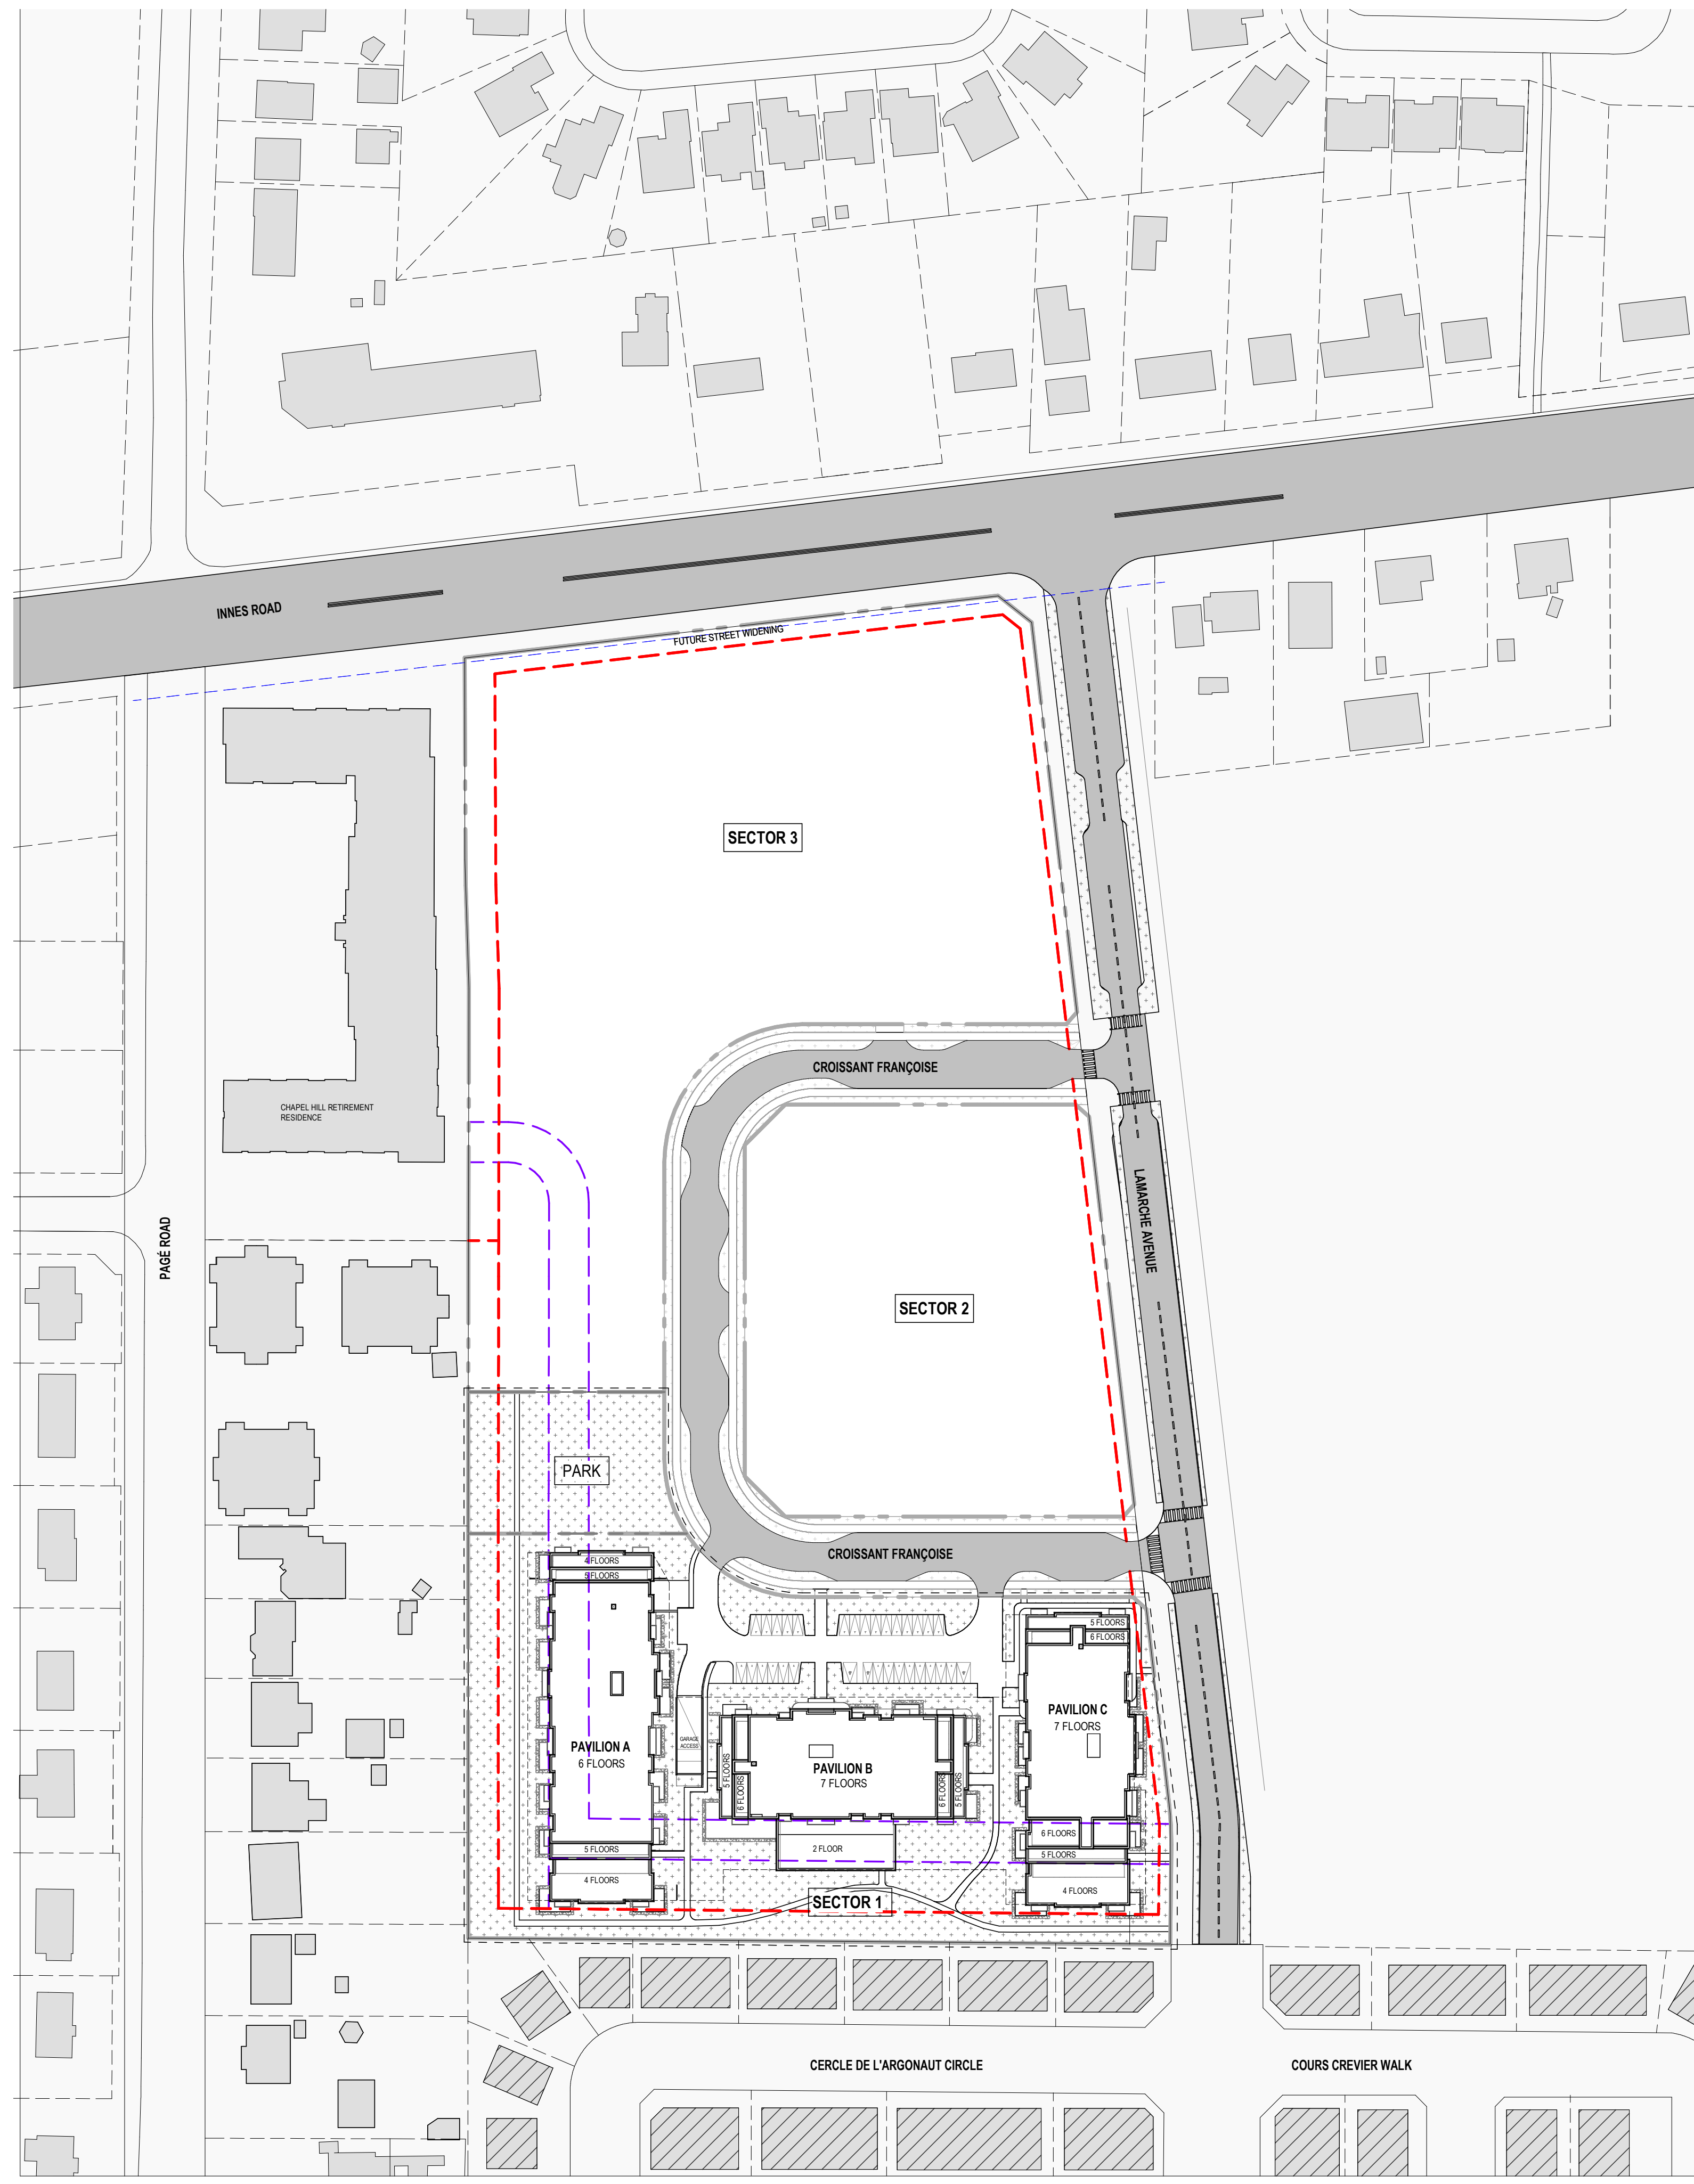 INNES ROAD
FUTURE STREET WIDENING
SECTOR 3
CROISSANT FRANÇOISE
CHAPEL HILL RETIREMENT
RESIDENCE
LAMARCHE AVENUE
PAGÉ ROAD
SECTOR 2
PARK
CROISSANT FRANÇOISE
4 FLOORS
5 FLOORS
5 FLOORS
6 FLOORS
PAVILION C
7 FLOORS
GARAGE
ACCESS
PAVILION A
6 FLOORS
PAVILION B
7 FLOORS
5 FLOORS
6 FLOORS
6 FLOORS
5 FLOORS
6 FLOORS
5 FLOORS
2 FLOOR
5 FLOORS
4 FLOORS
4 FLOORS
SECTOR 1
CERCLE DE L'ARGONAUT CIRCLE
COURS CREVIER WALK